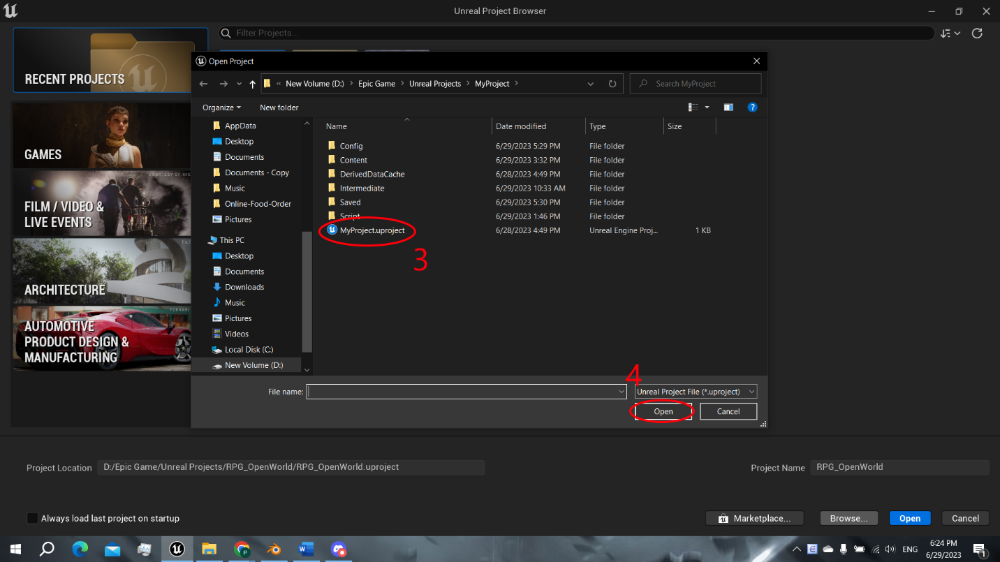 Unreal Project Browser
Filter Projects...
RECENT PROJECTS
GAMES
COURTESY OF HIG
FILM / VIDEO &
LIVE EVENTS
TILT
ARCHITECTURE
FERRARI
AUTOMOTIVE
PRODUCT DESIGN &
MANUFACTURING
Open Project
« New Volume (D:) > Epic Game > Unreal Projects > MyProject >
Search MyProject
Organize
New folder
AppData
Desktop
Documents
Documents - Copy
Music
Online-Food-Order
Pictures
This PC
Desktop
Documents
Downloads
Music
Pictures
Videos
Local Disk (C:)
New Volume (D:)
Name Date modified Type Size
Config 6/29/2023 5:29 PM File folder
Content 6/29/2023 3:32 PM File folder
DerivedDataCache 6/28/2023 4:49 PM File folder
Intermediate 6/29/2023 10:33 AM File folder
Saved 6/29/2023 5:30 PM File folder
Script 6/29/2023 1:46 PM File folder
MyProject.uproject 6/28/2023 4:49 PM Unreal Engine Proj... 1 KB
3
4
File name:
Unreal Project File (*.uproject)
Open
Cancel
Project Location D:/Epic Game/Unreal Projects/RPG_OpenWorld/RPG_OpenWorld.uproject
Project Name RPG_OpenWorld
Always load last project on startup
Marketplace...
Browse...
Open
Cancel
ENG
6:24 PM
6/29/2023
1